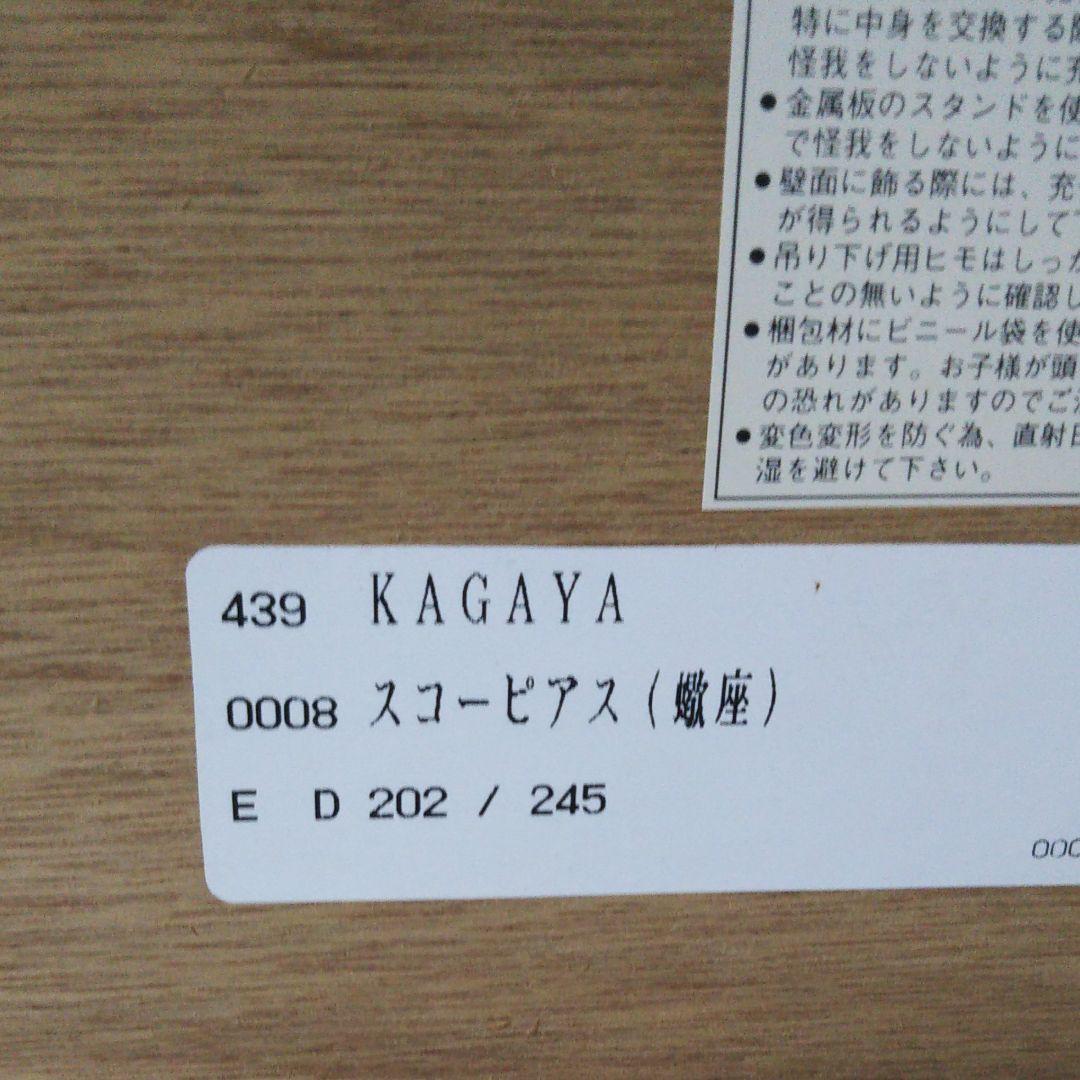 特に中身を交換する際
怪我をしないように充
●金属板のスタンドを使
で怪我をしないように
●壁面に飾る際には、充
が得られるようにして下
●吊り下げ用ヒモはしっか
ことの無いように確認し
●梱包材にビニール袋を使
があります。お子様が頭
の恐れがありますのでご注
●変色変形を防ぐ為、直射日
湿を避けて下さい。
439 KAGAYA
0008 スコーピアス(蠍座)
E D 202 / 245
000